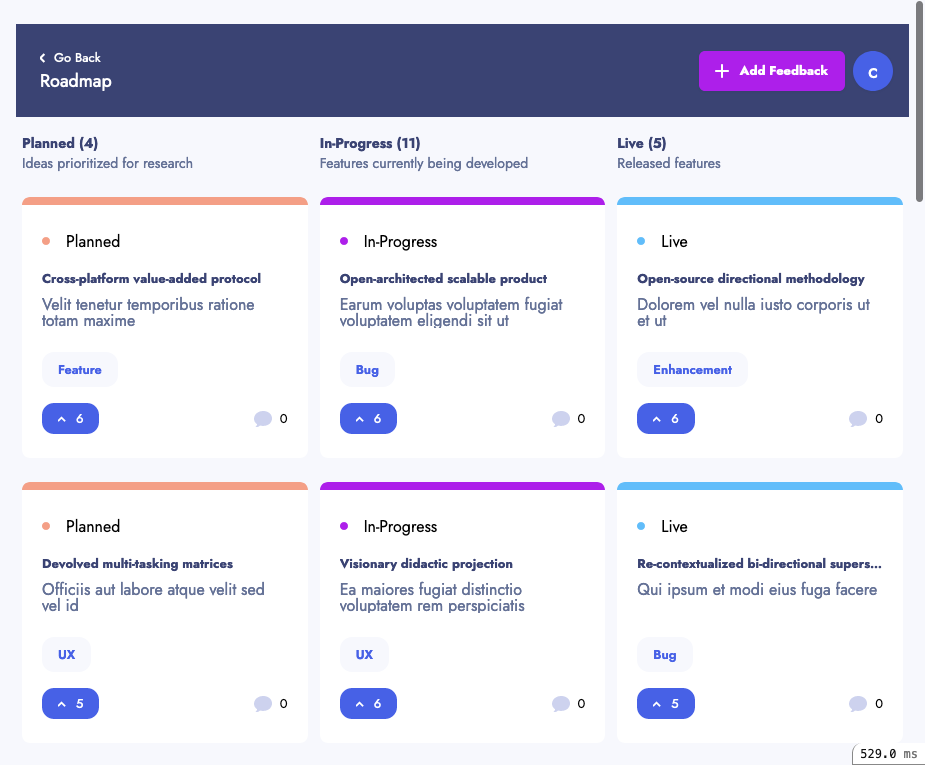 Go Back
Roadmap
Add Feedback
C
Planned (4)
Ideas prioritized for research
In-Progress (11)
Features currently being developed
Live (5)
Released features
Planned
Cross-platform value-added protocol
Velit tenetur temporibus ratione
totam maxime
Feature
6
0
In-Progress
Open-architected scalable product
Earum voluptas voluptatem fugiat
voluptatem eligendi sit ut
Bug
6
0
Live
Open-source directional methodology
Dolorem vel nulla iusto corporis ut
et ut
Enhancement
6
0
Planned
Devolved multi-tasking matrices
Officiis aut labore atque velit sed
vel id
UX
5
0
In-Progress
Visionary didactic projection
Ea maiores fugiat distinctio
voluptatem rem perspiciatis
UX
6
0
Live
Re-contextualized bi-directional supers...
Qui ipsum et modi eius fuga facere
Bug
5
0
529.0 ms